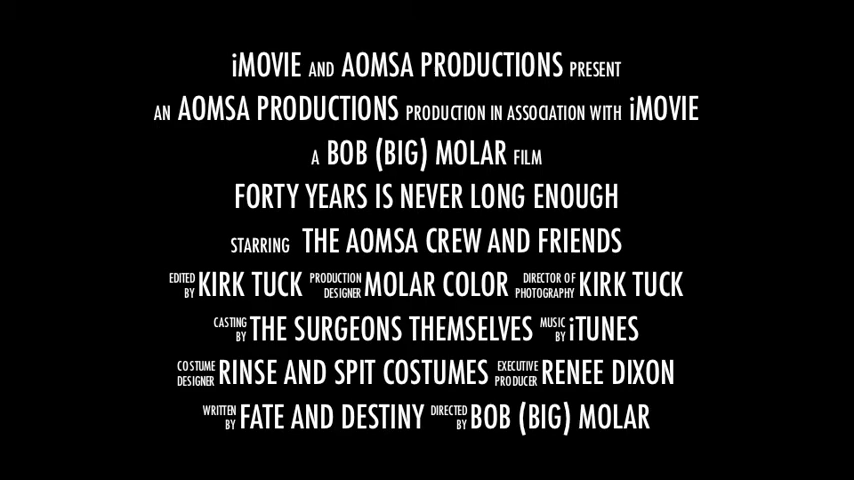 iMOVIE AND AOMSA PRODUCTIONS PRESENT
AN AOMSA PRODUCTIONS PRODUCTION IN ASSOCIATION WITH iMOVIE
A BOB (BIG) MOLAR FILM
FORTY YEARS IS NEVER LONG ENOUGH
STARRING THE AOMSA CREW AND FRIENDS
EDITED BY KIRK TUCK PRODUCTION DESIGNER MOLAR COLOR DIRECTOR OF PHOTOGRAPHY KIRK TUCK
CASTING BY THE SURGEONS THEMSELVES MUSIC BY iTUNES
COSTUME DESIGNER RINSE AND SPIT COSTUMES EXECUTIVE PRODUCER RENEE DIXON
WRITTEN BY FATE AND DESTINY DIRECTED BY BOB (BIG) MOLAR